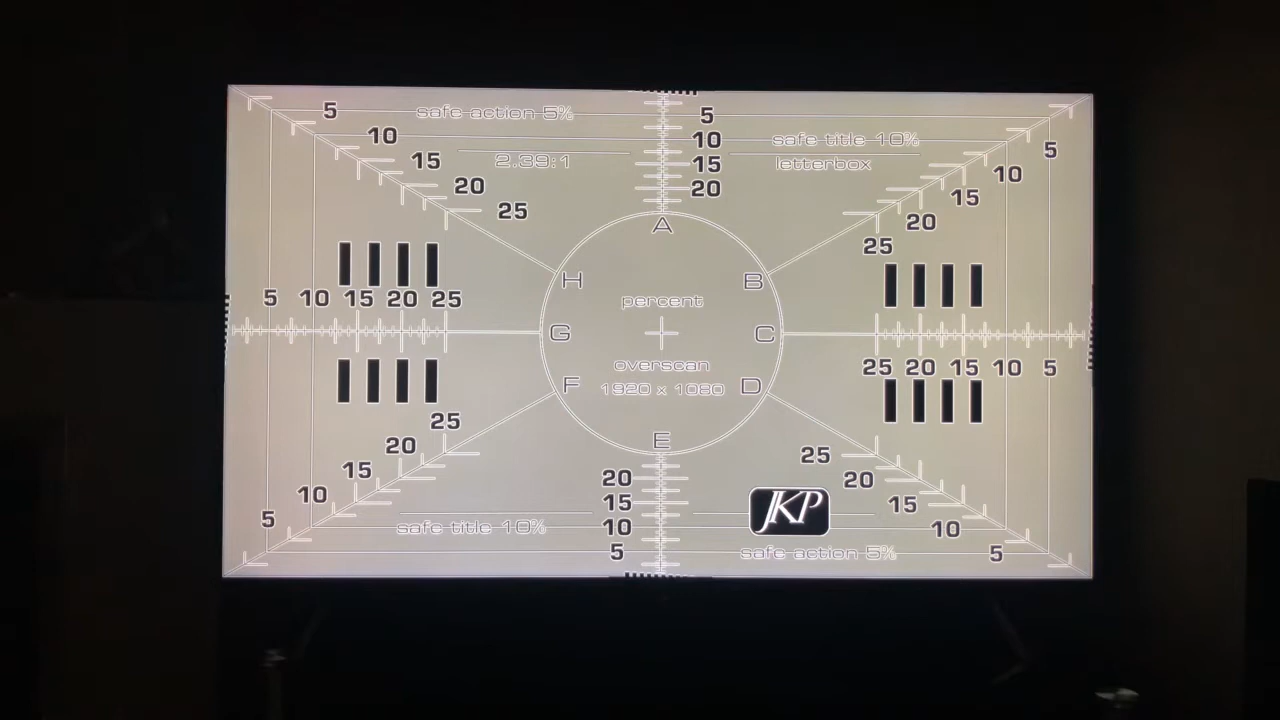 5 safe action 5% 5
10 10 safe title 10% 5
2.39:1 15 15 letterbox 10
20 20 15
25 20
A 25
H B
5 10 15 20 25 percent
G C
overscan 25 20 15 10 5
F 1920 x 1080 D
25 E
20 25
15 20 20
10 15 JKP 15
5 safe title 10% 10 10
5 safe action 5% 5